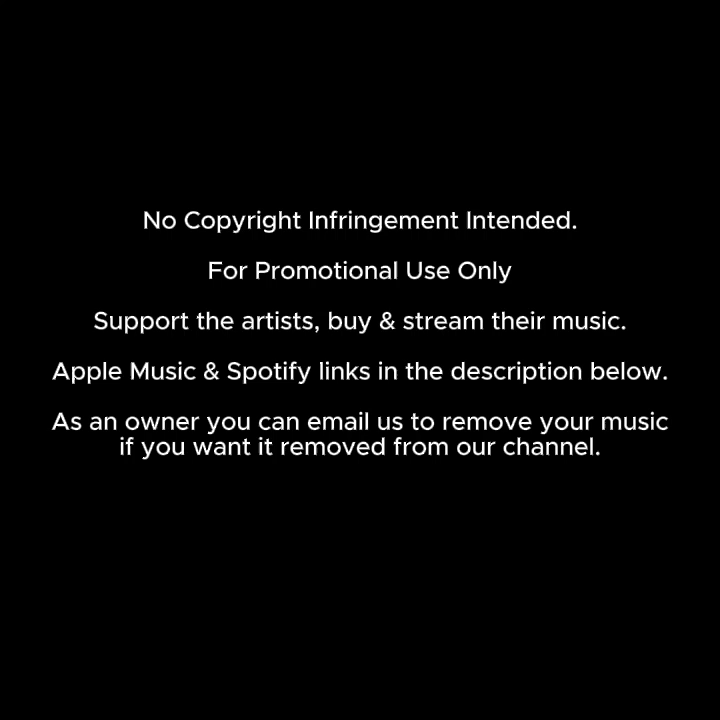 No Copyright Infringement Intended.
For Promotional Use Only
Support the artists, buy & stream their music.
Apple Music & Spotify links in the description below.
As an owner you can email us to remove your music
if you want it removed from our channel.